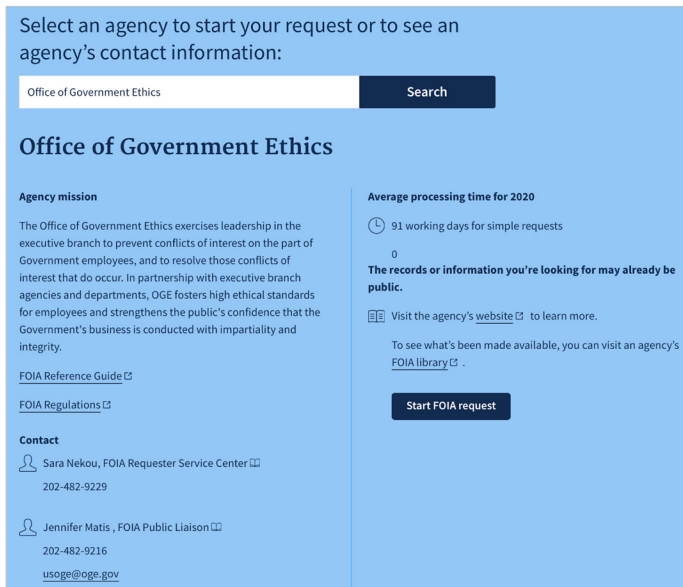 Select an agency to start your request or to see an
agency's contact information:
Office of Government Ethics
Search
Office of Government Ethics
Agency mission
The Office of Government Ethics exercises leadership in the
executive branch to prevent conflicts of interest on the part of
Government employees, and to resolve those conflicts of
interest that do occur. In partnership with executive branch
agencies and departments, OGE fosters high ethical standards
for employees and strengthens the public's confidence that the
Government's business is conducted with impartiality and
integrity.
FOIA Reference Guide
FOIA Regulations
Contact
Sara Nekou, FOIA Requester Service Center
202-482-9229
Jennifer Matis , FOIA Public Liaison
202-482-9216
usoge@oge.gov
Average processing time for 2020
91 working days for simple requests
0
The records or information you're looking for may already be
public.
Visit the agency's website to learn more.
To see what's been made available, you can visit an agency's
FOIA library .
Start FOIA request